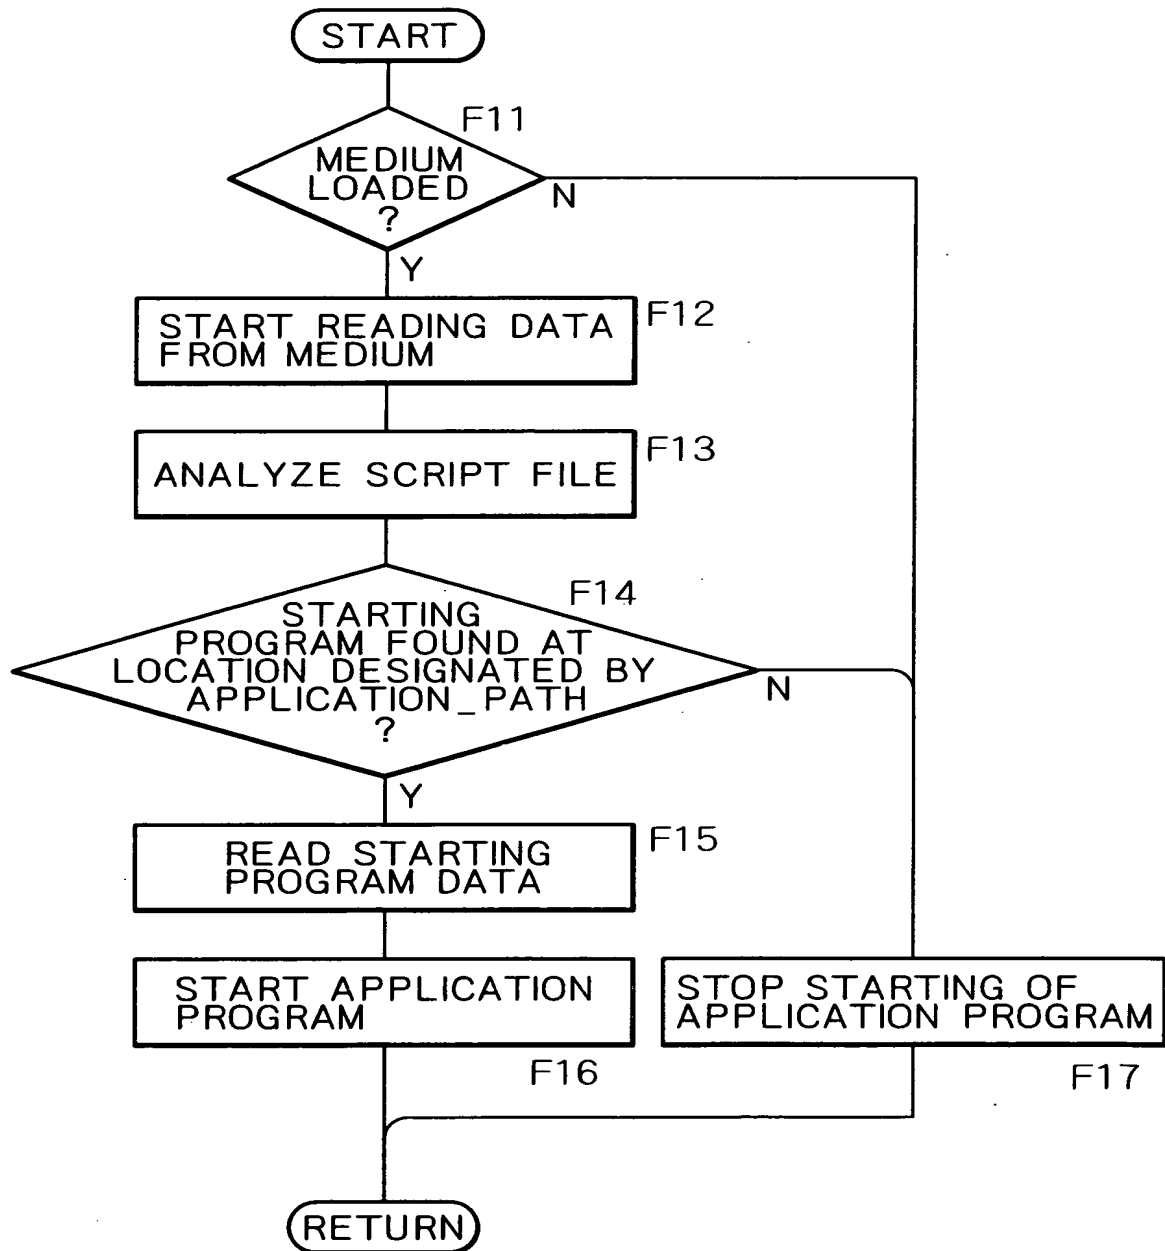 START
F11
MEDIUM
LOADED
?
N
Y
F12
START READING DATA
FROM MEDIUM
F13
ANALYZE SCRIPT FILE
F14
STARTING
PROGRAM FOUND AT
LOCATION DESIGNATED BY
APPLICATION_PATH
?
N
Y
F15
READ STARTING
PROGRAM DATA
START APPLICATION
PROGRAM
F16
STOP STARTING OF
APPLICATION PROGRAM
F17
RETURN